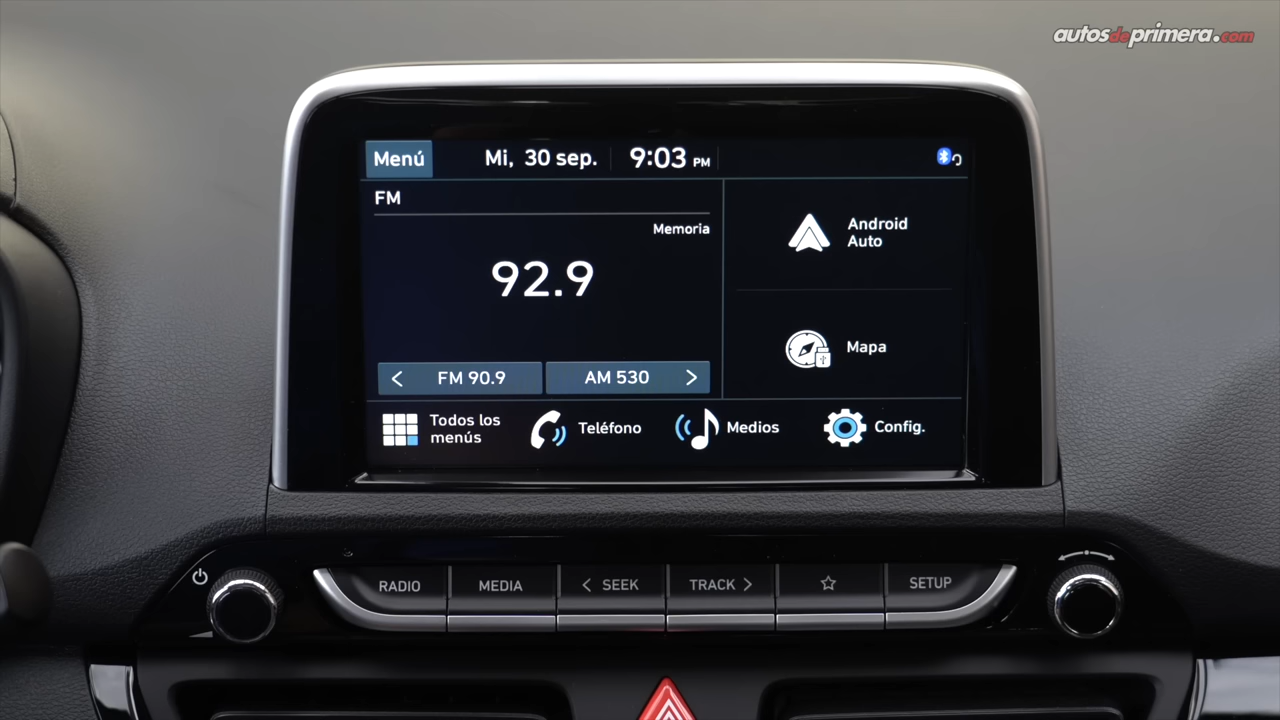 autosdeprimera.com
Menú
Mi, 30 sep.
9:03 PM
FM
Memoria
92.9
Android
Auto
Mapa
< FM 90.9
AM 530 >
Todos los
menús
Teléfono
Medios
Config.
RADIO
MEDIA
< SEEK
TRACK >
SETUP